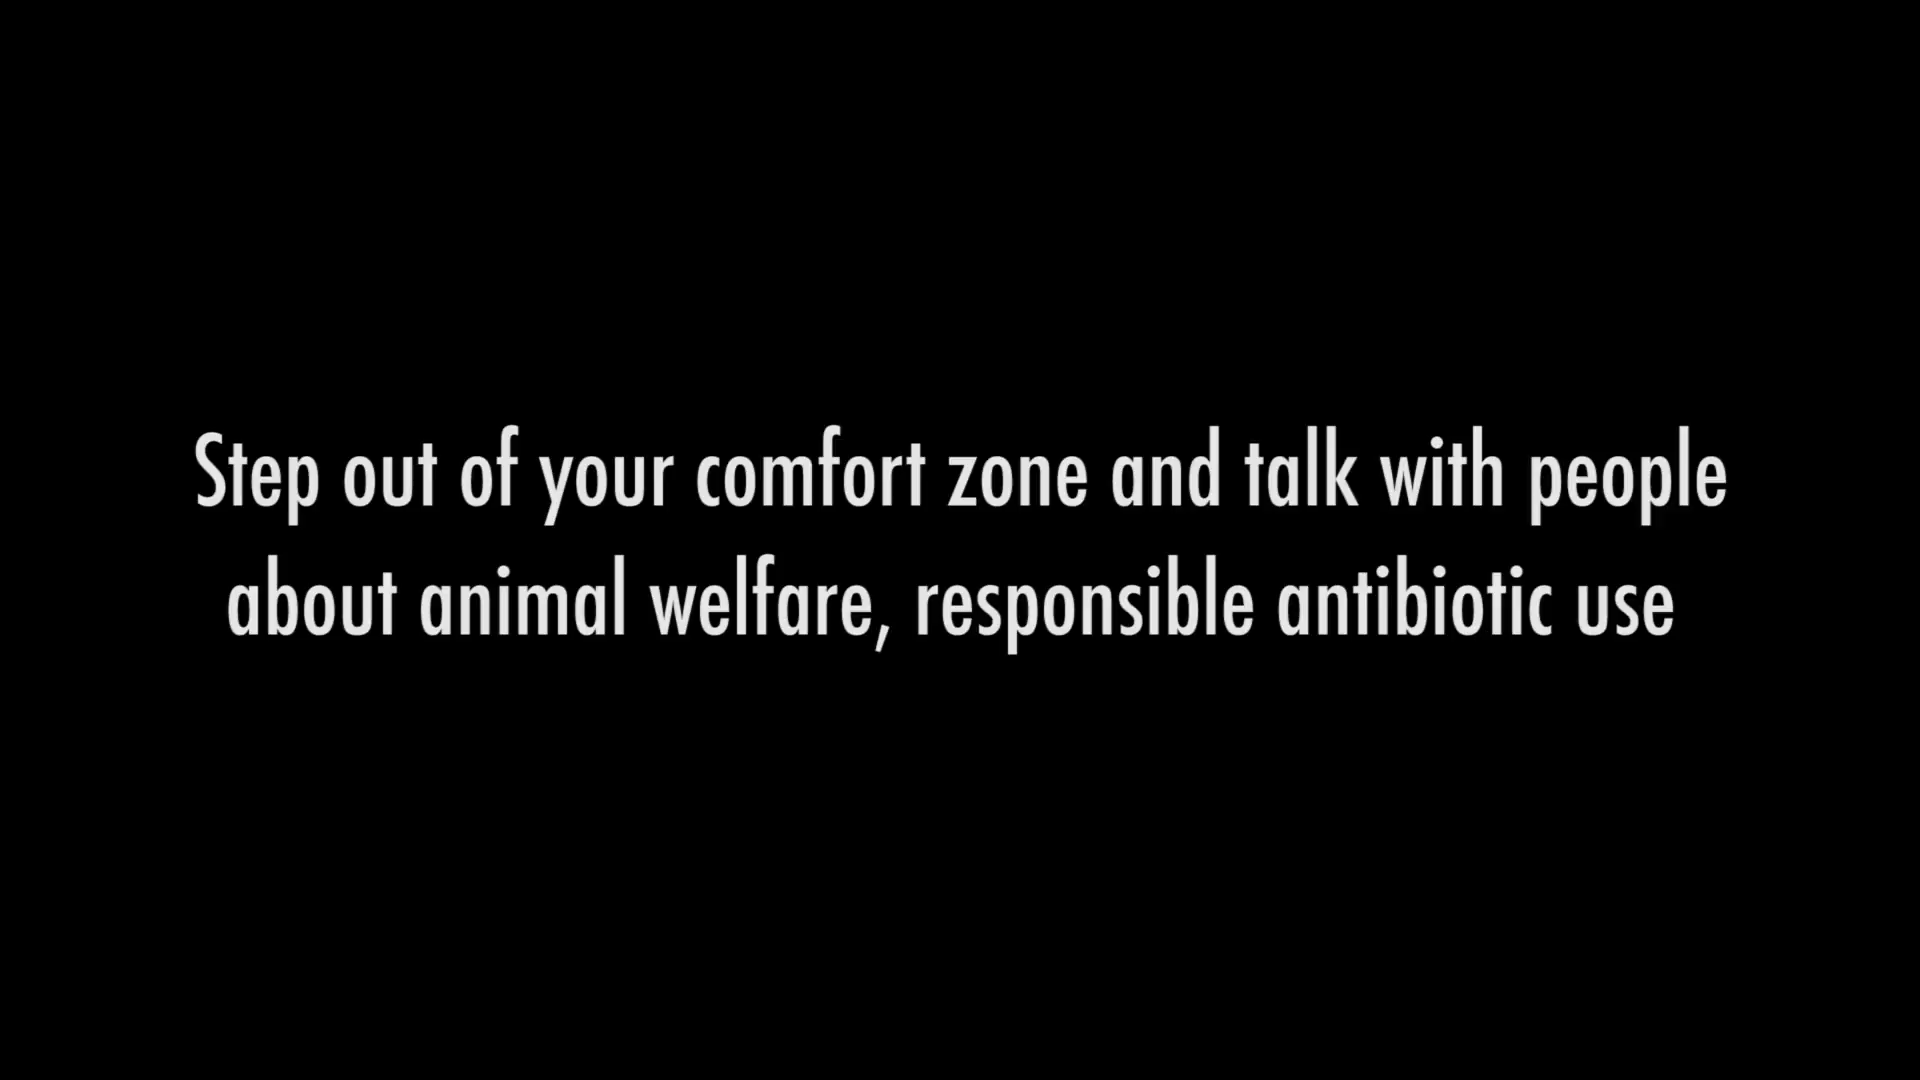 Step out of your comfort zone and talk with people
about animal welfare, responsible antibiotic use